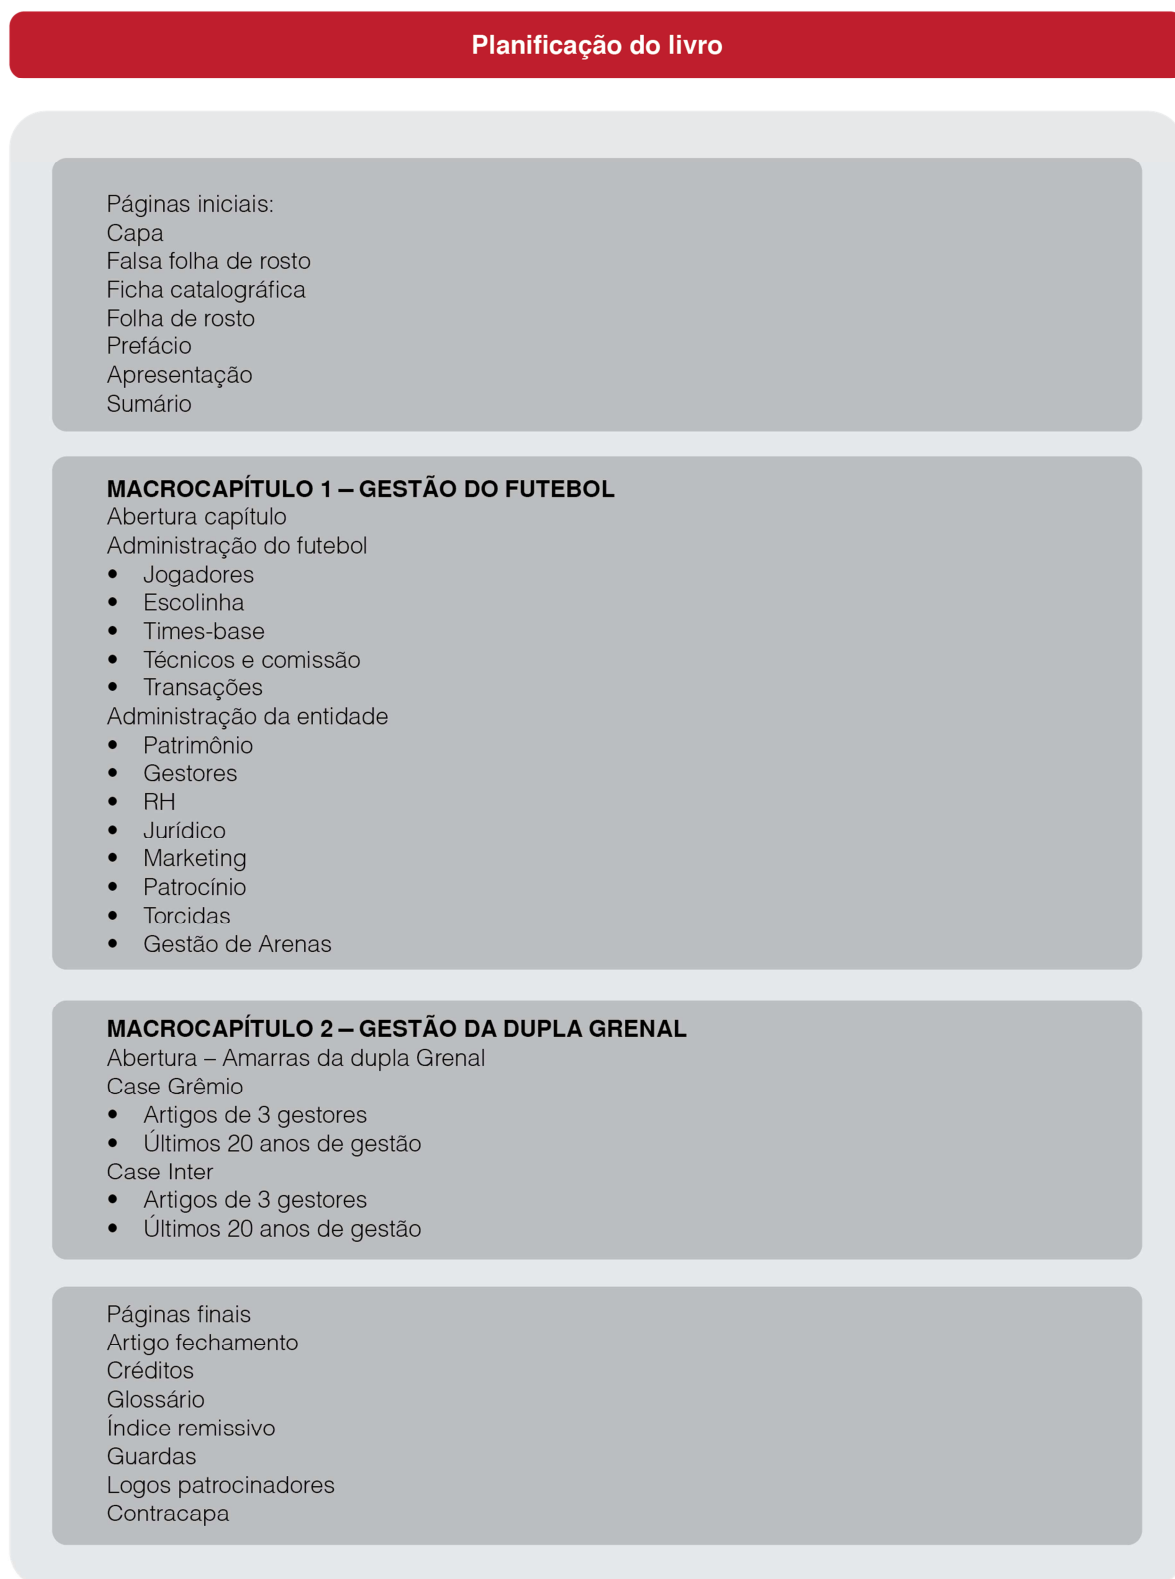 Planificação do livro
Páginas iniciais:
Capa
Falsa folha de rosto
Ficha catalográfica
Folha de rosto
Prefácio
Apresentação
Sumário
MACROCAPÍTULO 1 – GESTÃO DO FUTEBOL
Abertura capítulo
Administração do futebol
• Jogadores
• Escolinha
• Times-base
• Técnicos e comissão
• Transações
Administração da entidade
• Patrimônio
• Gestores
• RH
• Jurídico
• Marketing
• Patrocínio
• Torcidas
• Gestão de Arenas
MACROCAPÍTULO 2 – GESTÃO DA DUPLA GRENAL
Abertura – Amarras da dupla Grenal
Case Grêmio
• Artigos de 3 gestores
• Últimos 20 anos de gestão
Case Inter
• Artigos de 3 gestores
• Últimos 20 anos de gestão
Páginas finais
Artigo fechamento
Créditos
Glossário
Índice remissivo
Guardas
Logos patrocinadores
Contracapa